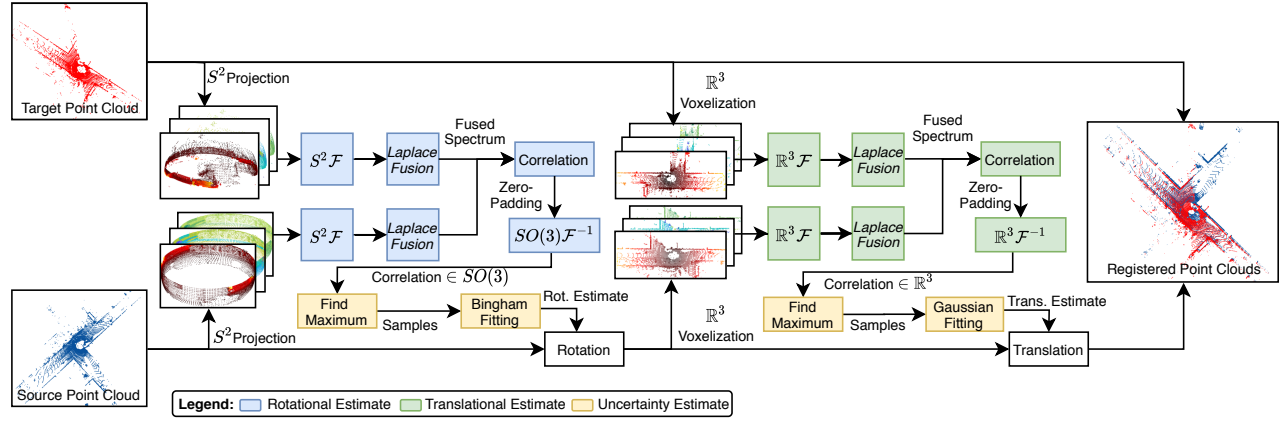 Target Point Cloud
S² Projection
S² F
Laplace
Fusion
Fused
Spectrum
Correlation
Zero-
Padding
S² F
Laplace
Fusion
SO(3)F⁻¹
Correlation ∈ SO(3)
Find
Maximum
Samples
Bingham
Fitting
Rot. Estimate
S² Projection
Rotation
Source Point Cloud
ℝ³
Voxelization
ℝ³ F
Laplace
Fusion
Fused
Spectrum
Correlation
Zero-
Padding
ℝ³ F
Laplace
Fusion
ℝ³ F⁻¹
Correlation ∈ ℝ³
Find
Maximum
Samples
Gaussian
Fitting
Trans. Estimate
ℝ³
Voxelization
Translation
Registered Point Clouds
Legend: Rotational Estimate Translational Estimate Uncertainty Estimate